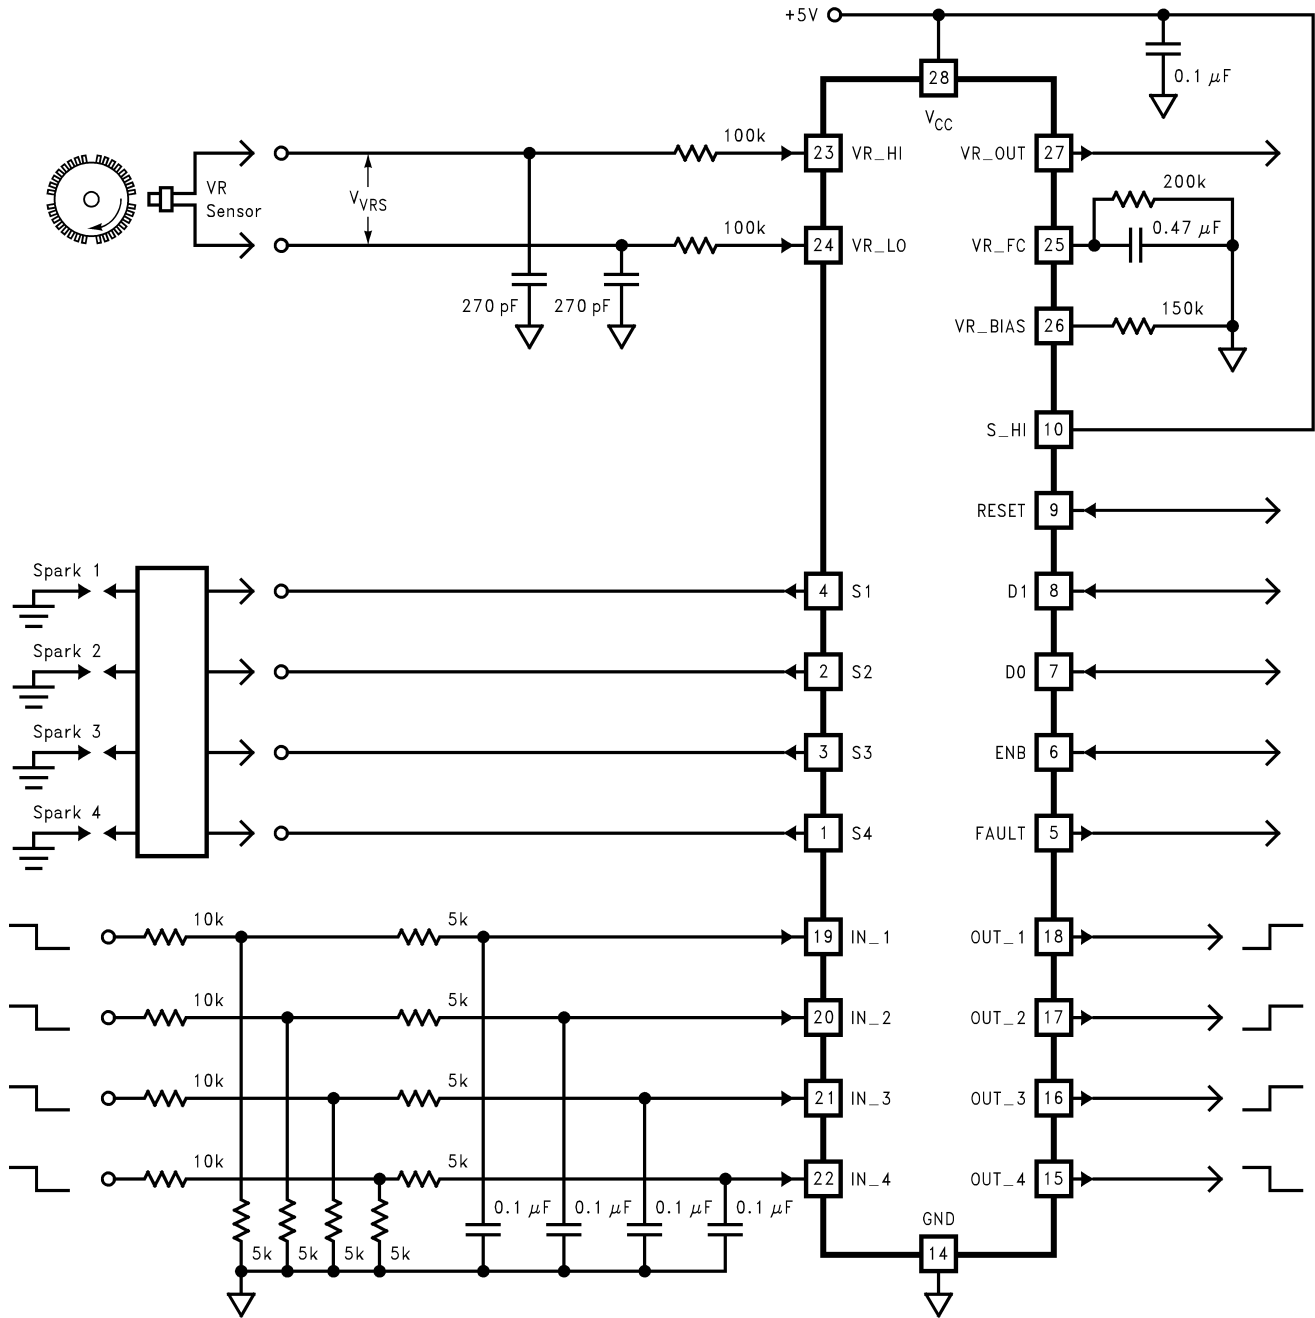 +5V
28
V_CC
0.1 µF
VR
Sensor
V_VRS
100k
23
VR_HI
VR_OUT
27
100k
24
VR_LO
VR_FC
25
200k
0.47 µF
270 pF
270 pF
VR_BIAS
26
150k
S_HI
10
RESET
9
Spark 1
4
S1
D1
8
Spark 2
2
S2
D0
7
Spark 3
3
S3
ENB
6
Spark 4
1
S4
FAULT
5
10k
5k
19
IN_1
OUT_1
18
10k
5k
20
IN_2
OUT_2
17
10k
5k
21
IN_3
OUT_3
16
10k
5k
22
IN_4
OUT_4
15
0.1 µF
0.1 µF
0.1 µF
0.1 µF
5k
5k
5k
5k
GND
14